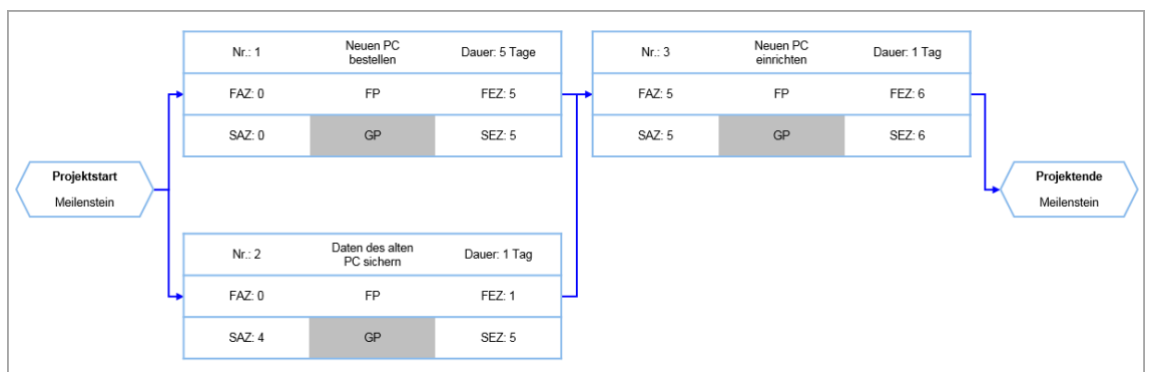 Projektstart
Meilenstein
Nr.: 1
Neuen PC
bestellen
Dauer: 5 Tage
FAZ: 0
FP
FEZ: 5
SAZ: 0
GP
SEZ: 5
Nr.: 2
Daten des alten
PC sichern
Dauer: 1 Tag
FAZ: 0
FP
FEZ: 1
SAZ: 4
GP
SEZ: 5
Nr.: 3
Neuen PC
einrichten
Dauer: 1 Tag
FAZ: 5
FP
FEZ: 6
SAZ: 5
GP
SEZ: 6
Projektende
Meilenstein